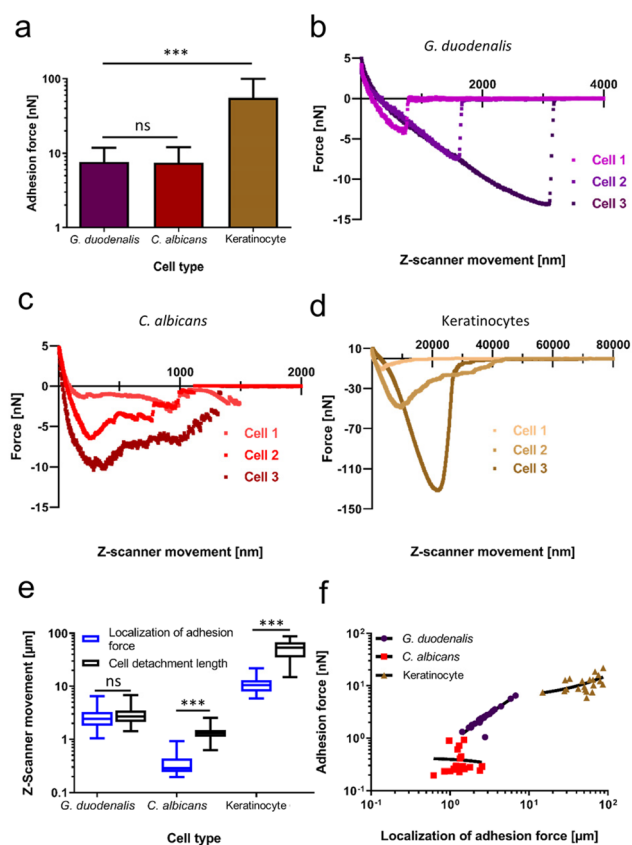 a
***
ns
100
10
1
Adhesion force [nN]
G. duodenalis
C. albicans
Keratinocyte
Cell type
b
G. duodenalis
5
0
-5
-10
-15
2000
4000
Force [nN]
Cell 1
Cell 2
Cell 3
Z-scanner movement [nm]
c
C. albicans
5
0
-5
-10
-15
1000
2000
Force [nN]
Cell 1
Cell 2
Cell 3
Z-scanner movement [nm]
d
Keratinocytes
10
-30
-70
-110
-150
20000
40000
60000
80000
Force [nN]
Cell 1
Cell 2
Cell 3
Z-scanner movement [nm]
e
100
10
1
0.1
Z-Scanner movement [µm]
Localization of adhesion
force
Cell detachment length
ns
***
***
G. duodenalis
C. albicans
Keratinocyte
Cell type
f
G. duodenalis
C. albicans
Keratinocyte
10²
10¹
10⁰
10⁻¹
Adhesion force [nN]
10⁻¹
10⁰
10¹
10²
Localization of adhesion force [µm]